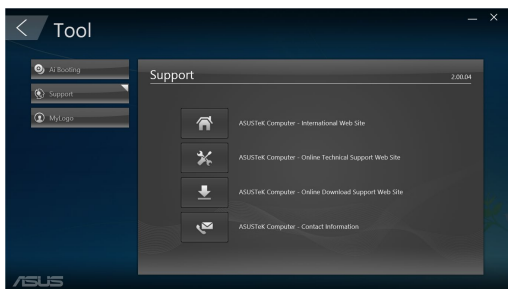 Tool
Ai Booting
Support
MyLogo
Support
2.00.04
ASUSTeK Computer - International Web Site
ASUSTeK Computer - Online Technical Support Web Site
ASUSTeK Computer - Online Download Support Web Site
ASUSTeK Computer - Contact Information
ASUS